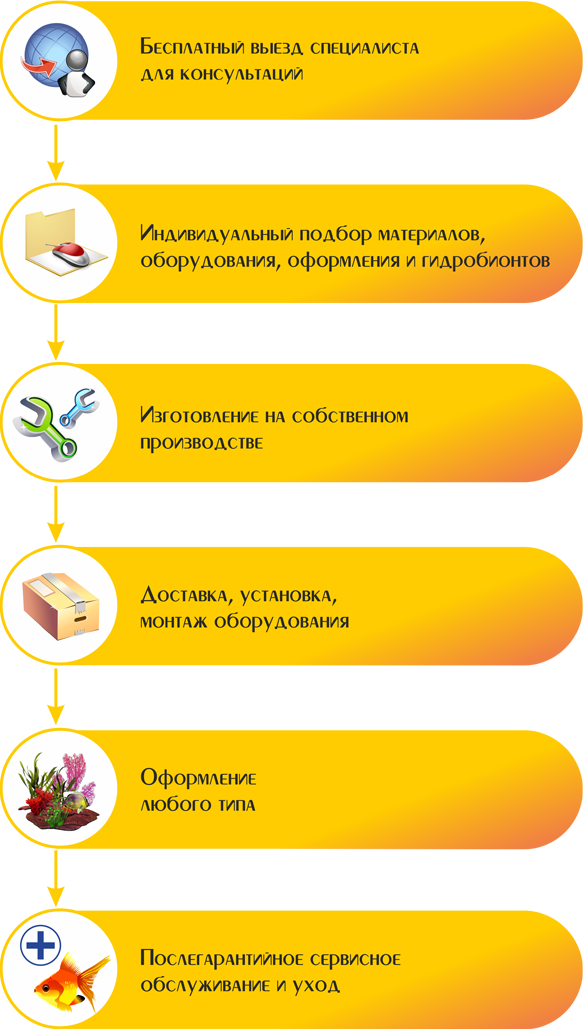 Бесплатный выезд специалиста
для консультаций
Индивидуальный подбор материалов,
оборудования, оформления и гидробионтов
Изготовление на собственном
производстве
Доставка, установка,
монтаж оборудования
Оформление
любого типа
Послегарантийное сервисное
обслуживание и уход